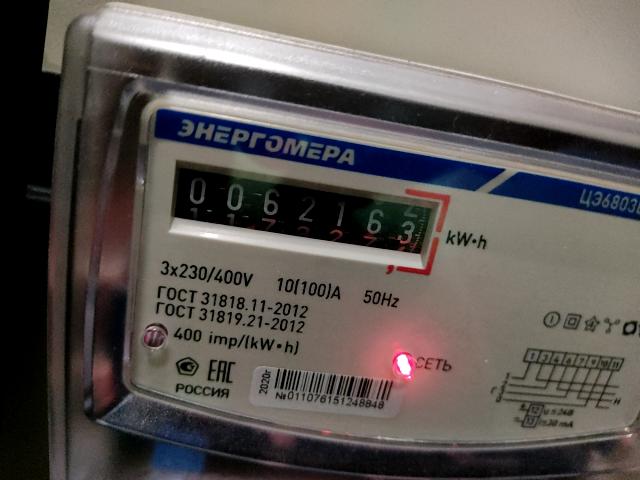 ЭНЕРГОМЕРА
ЦЭ6803В
0062163
kW•h
3x230/400V 10(100)A 50Hz
ГОСТ 31818.11-2012
ГОСТ 31819.21-2012
400 imp/(kW•h)
СЕТЬ
ЕАС
РОССИЯ
2020г
№011076151248848